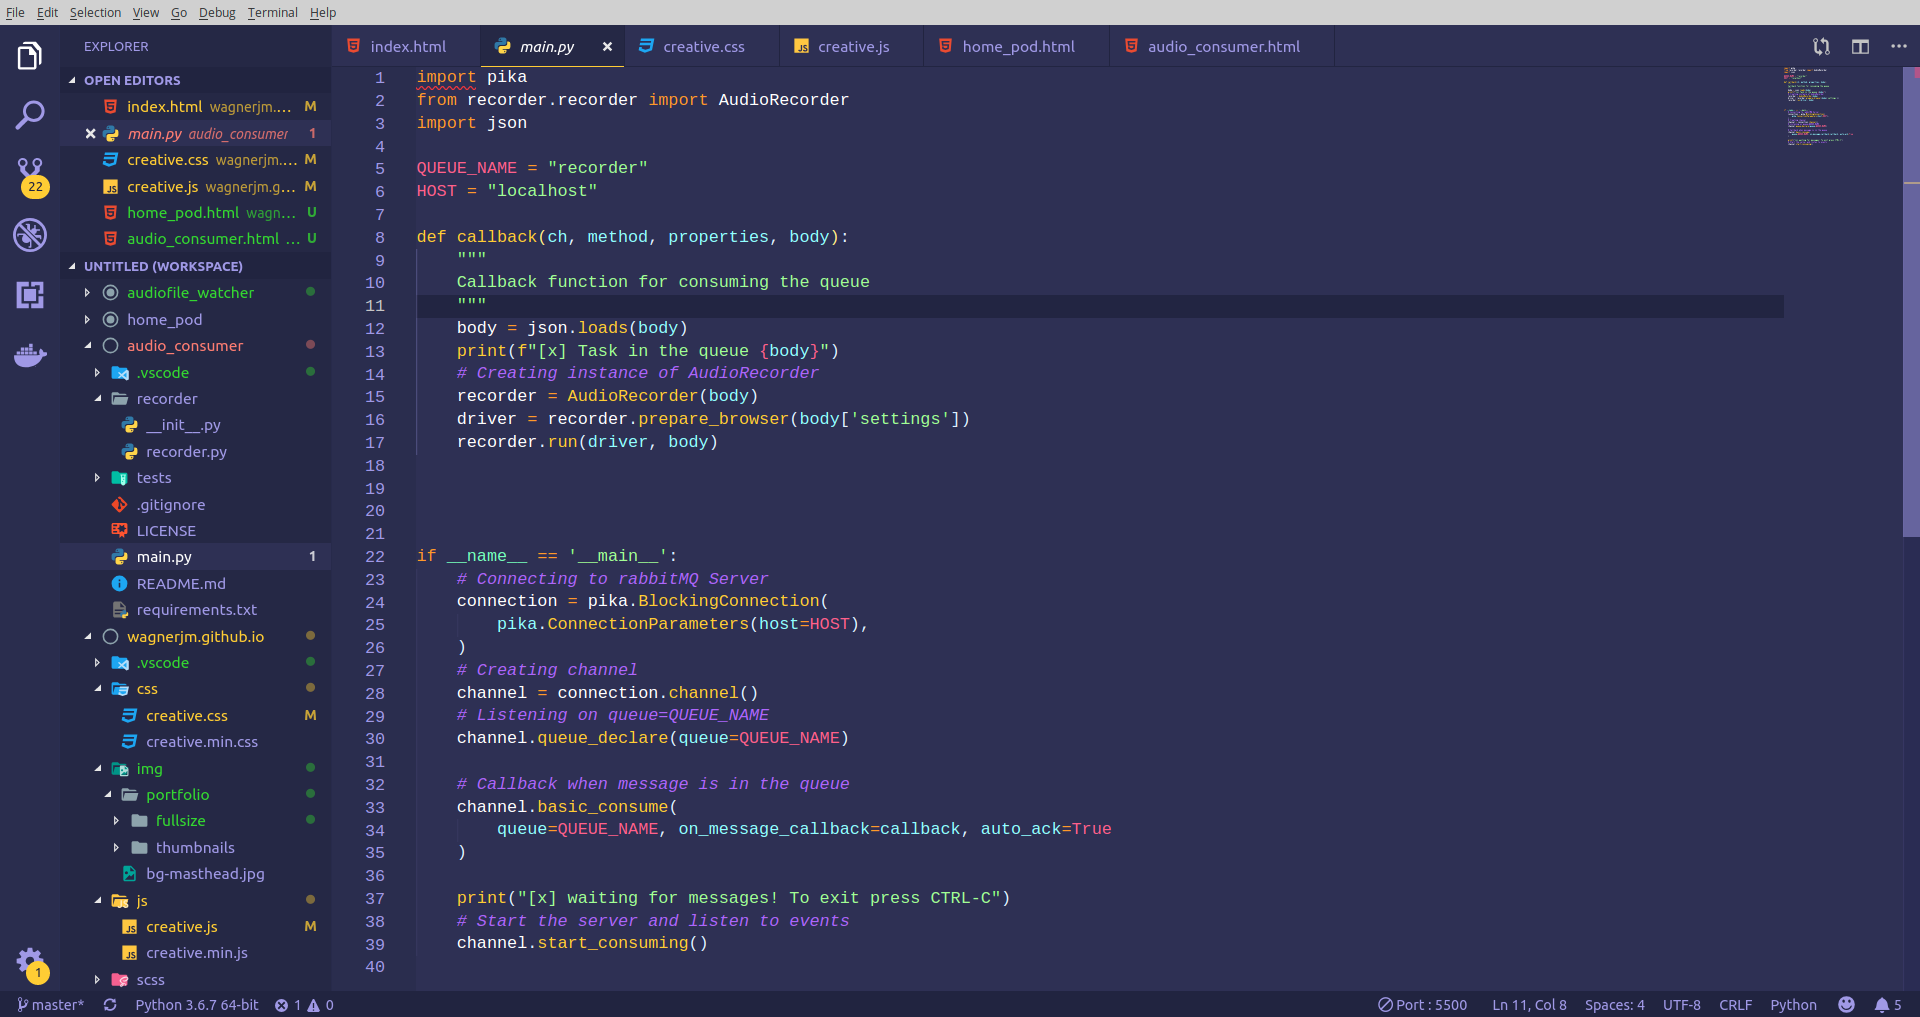 File Edit Selection View Go Debug Terminal Help
EXPLORER
OPEN EDITORS
index.html wagnerjm.... M
main.py audio_consumer 1
creative.css wagnerjm.... M
creative.js wagnerjm.g... M
home_pod.html wagn... U
audio_consumer.html ... U
UNTITLED (WORKSPACE)
audiofile_watcher
home_pod
audio_consumer
.vscode
recorder
__init__.py
recorder.py
tests
.gitignore
LICENSE
main.py 1
README.md
requirements.txt
wagnerjm.github.io
.vscode
css
creative.css M
creative.min.css
img
portfolio
fullsize
thumbnails
bg-masthead.jpg
js
creative.js M
creative.min.js
scss
22
1
index.html main.py creative.css creative.js home_pod.html audio_consumer.html
1 import pika
2 from recorder.recorder import AudioRecorder
3 import json
4
5 QUEUE_NAME = "recorder"
6 HOST = "localhost"
7
8 def callback(ch, method, properties, body):
9     """
10     Callback function for consuming the queue
11     """
12     body = json.loads(body)
13     print(f"[x] Task in the queue {body}")
14     # Creating instance of AudioRecorder
15     recorder = AudioRecorder(body)
16     driver = recorder.prepare_browser(body['settings'])
17     recorder.run(driver, body)
18
19
20
21
22 if __name__ == '__main__':
23     # Connecting to rabbitMQ Server
24     connection = pika.BlockingConnection(
25         pika.ConnectionParameters(host=HOST),
26     )
27     # Creating channel
28     channel = connection.channel()
29     # Listening on queue=QUEUE_NAME
30     channel.queue_declare(queue=QUEUE_NAME)
31
32     # Callback when message is in the queue
33     channel.basic_consume(
34         queue=QUEUE_NAME, on_message_callback=callback, auto_ack=True
35     )
36
37     print("[x] waiting for messages! To exit press CTRL-C")
38     # Start the server and listen to events
39     channel.start_consuming()
40
master* Python 3.6.7 64-bit 1 0 Port : 5500 Ln 11, Col 8 Spaces: 4 UTF-8 CRLF Python 5